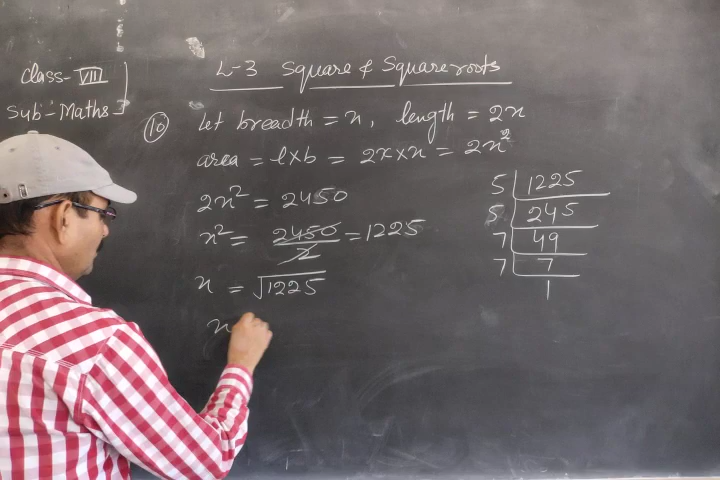 L-3 Square & Square roots
class- VIII
Sub:- Maths
(10) Let breadth = x, length = 2x
area = l×b = 2x×x = 2x²
2x² = 2450
x² = 2450/2 = 1225
x = √1225
x
5 | 1225
5 | 245
7 | 49
7 | 7
1